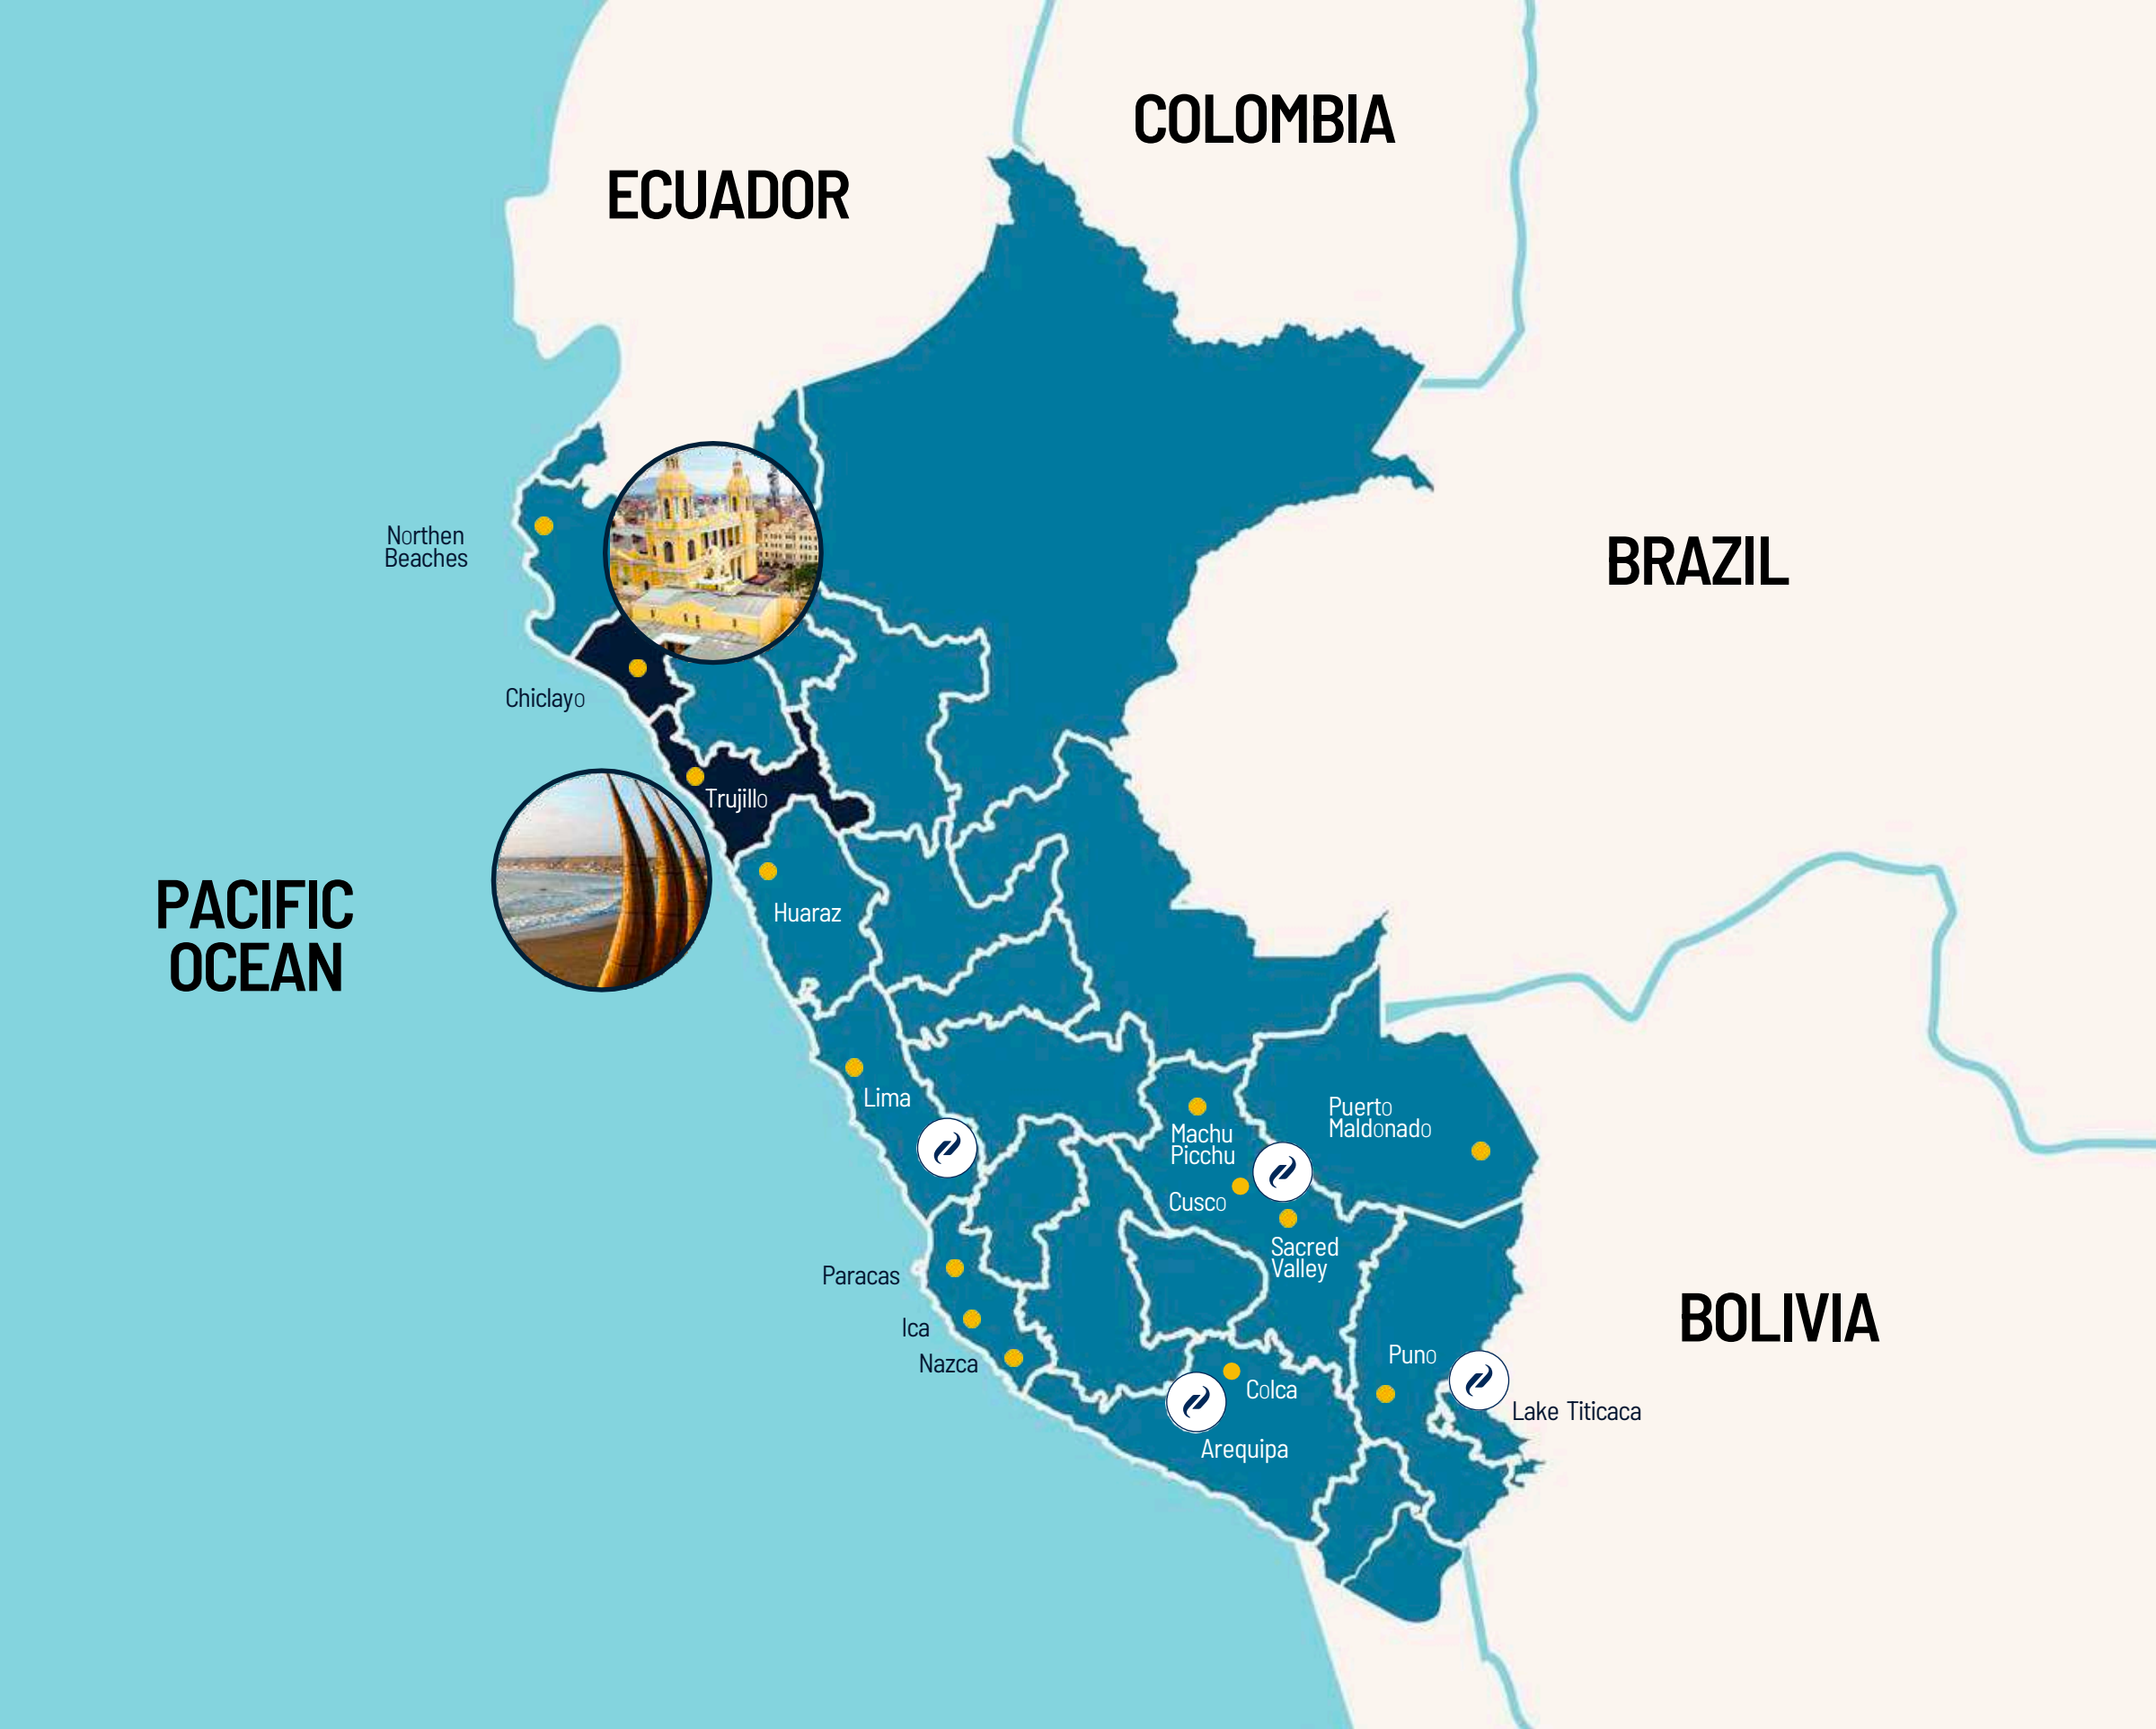 COLOMBIA
ECUADOR
Northen
Beaches
BRAZIL
Chiclayo
Trujillo
PACIFIC
OCEAN
Huaraz
Lima
Puerto
Maldonado
Machu
Picchu
Cusco
Sacred
Valley
Paracas
Ica
Nazca
BOLIVIA
Puno
Colca
Lake Titicaca
Arequipa